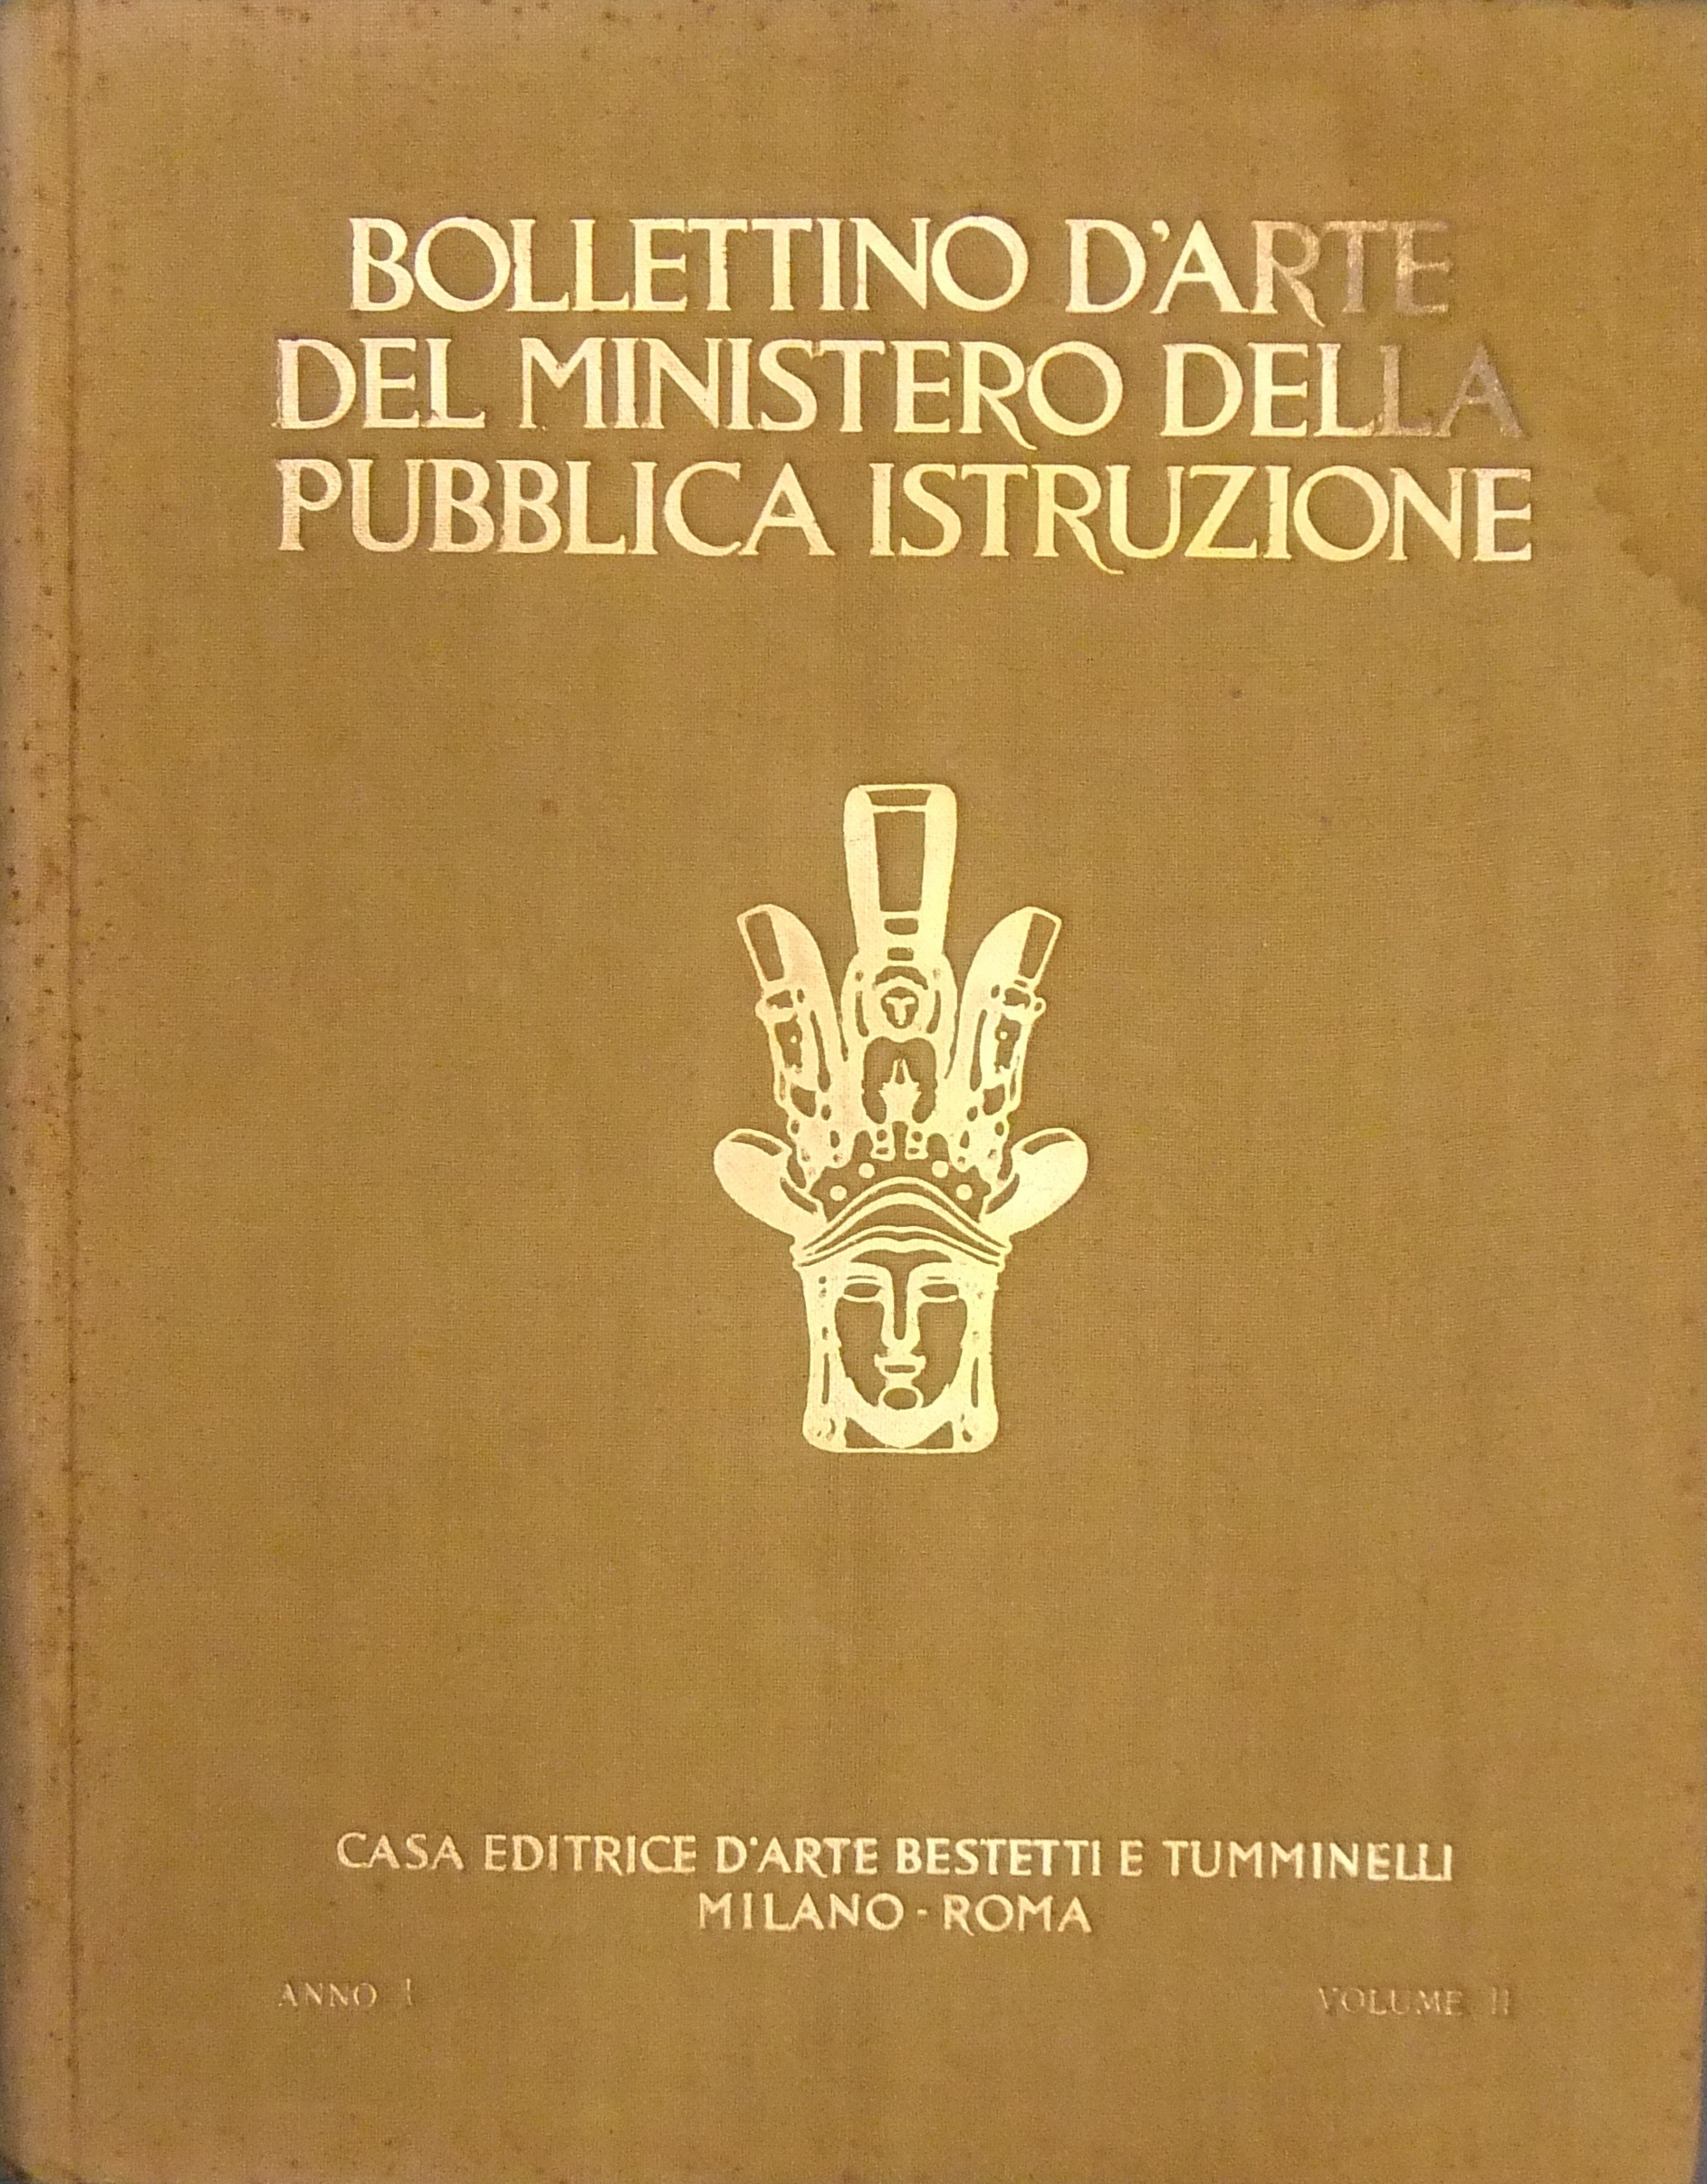 BOLLETTINO D'ARTE
DEL MINISTERO DELLA
PUBBLICA ISTRUZIONE
CASA EDITRICE D'ARTE BESTETTI E TUMMINELLI
MILANO - ROMA
ANNO I
VOLUME II